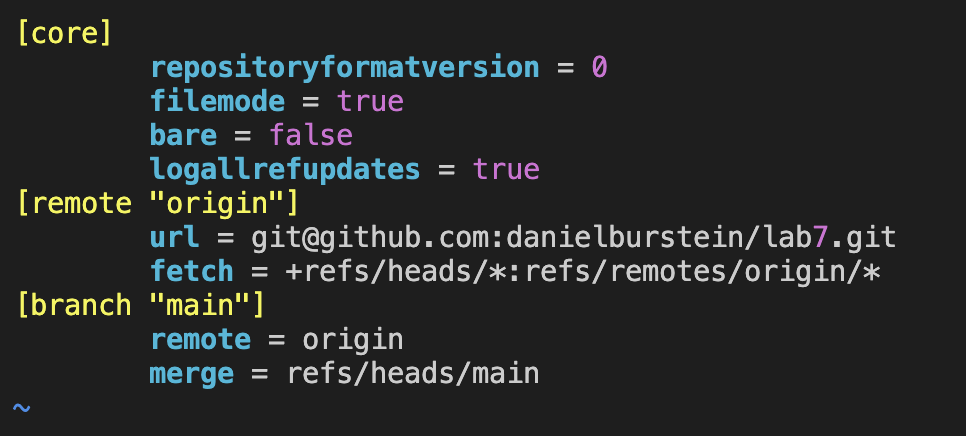 [core]
repositoryformatversion = 0
filemode = true
bare = false
logallrefupdates = true
[remote "origin"]
url = git@github.com:danielburstein/lab7.git
fetch = +refs/heads/*:refs/remotes/origin/*
[branch "main"]
remote = origin
merge = refs/heads/main
~